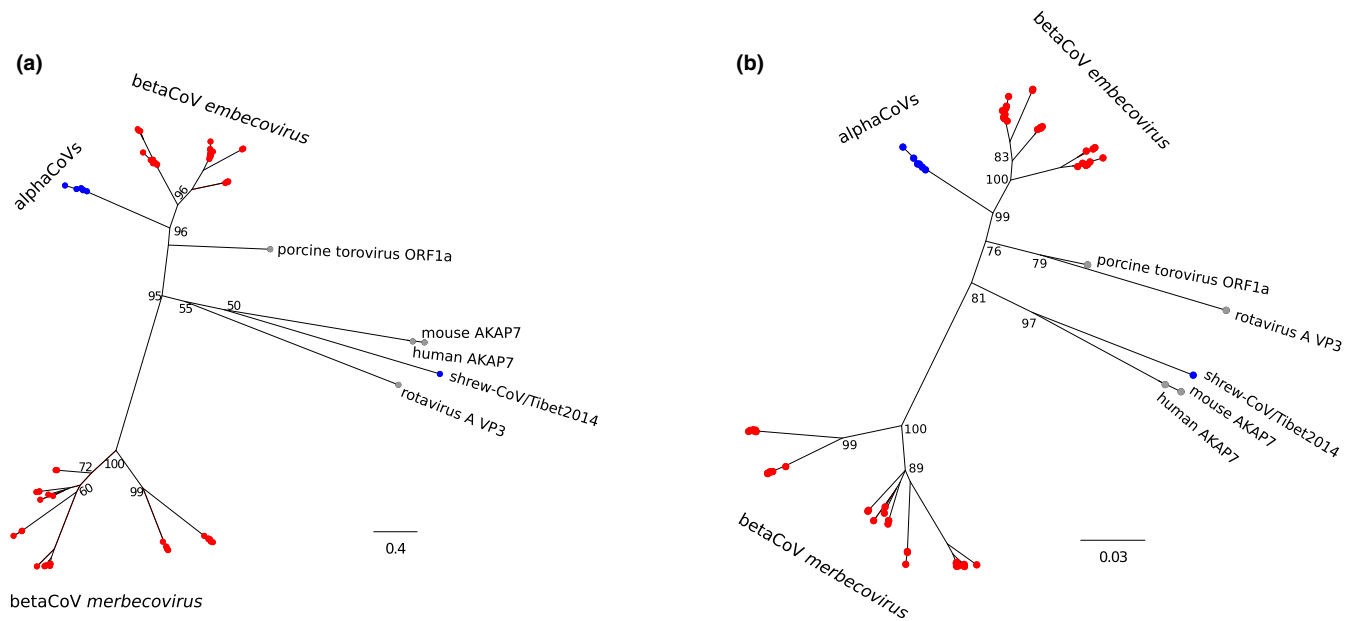 (a)
betaCoV embecovirus
alphaCoVs
96
96
porcine torovirus ORF1a
95
55
50
mouse AKAP7
human AKAP7
shrew-CoV/Tibet2014
rotavirus A VP3
72
100
60
99
0.4
betaCoV merbecovirus
(b)
betaCoV embecovirus
alphaCoVs
83
100
99
76
79
porcine torovirus ORF1a
rotavirus A VP3
81
97
shrew-CoV/Tibet2014
mouse AKAP7
human AKAP7
100
99
89
betaCoV merbecovirus
0.03